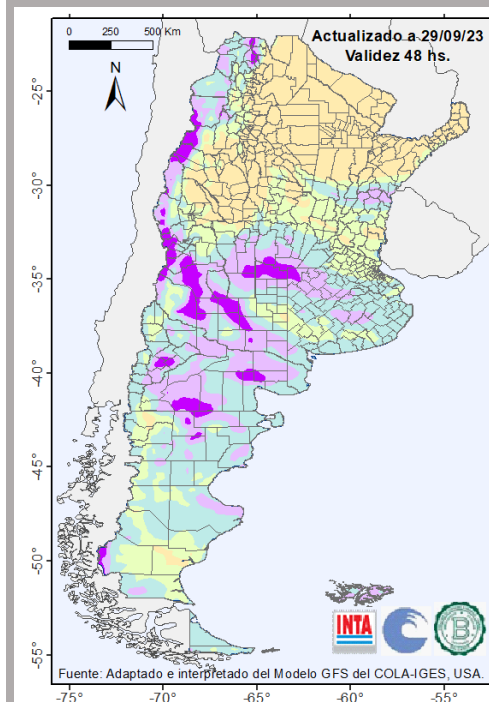 0 250 500 Km
Actualizado a 29/09/23
Validez 48 hs.
N
-25°
-30°
-35°
-40°
-45°
-50°
-55°
INTA
B
Fuente: Adaptado e interpretado del Modelo GFS del COLA-IGES, USA.
-75° -70° -65° -60° -55°